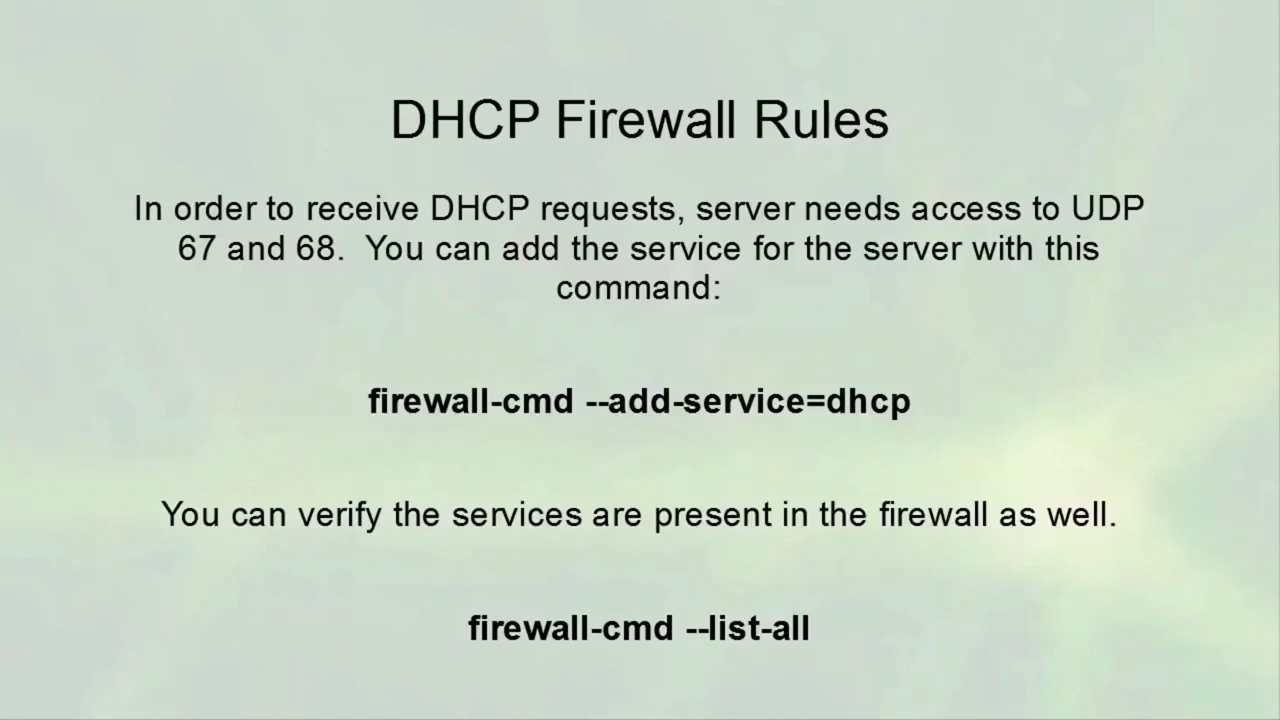 DHCP Firewall Rules
In order to receive DHCP requests, server needs access to UDP
67 and 68.  You can add the service for the server with this
command:
firewall-cmd --add-service=dhcp
You can verify the services are present in the firewall as well.
firewall-cmd --list-all